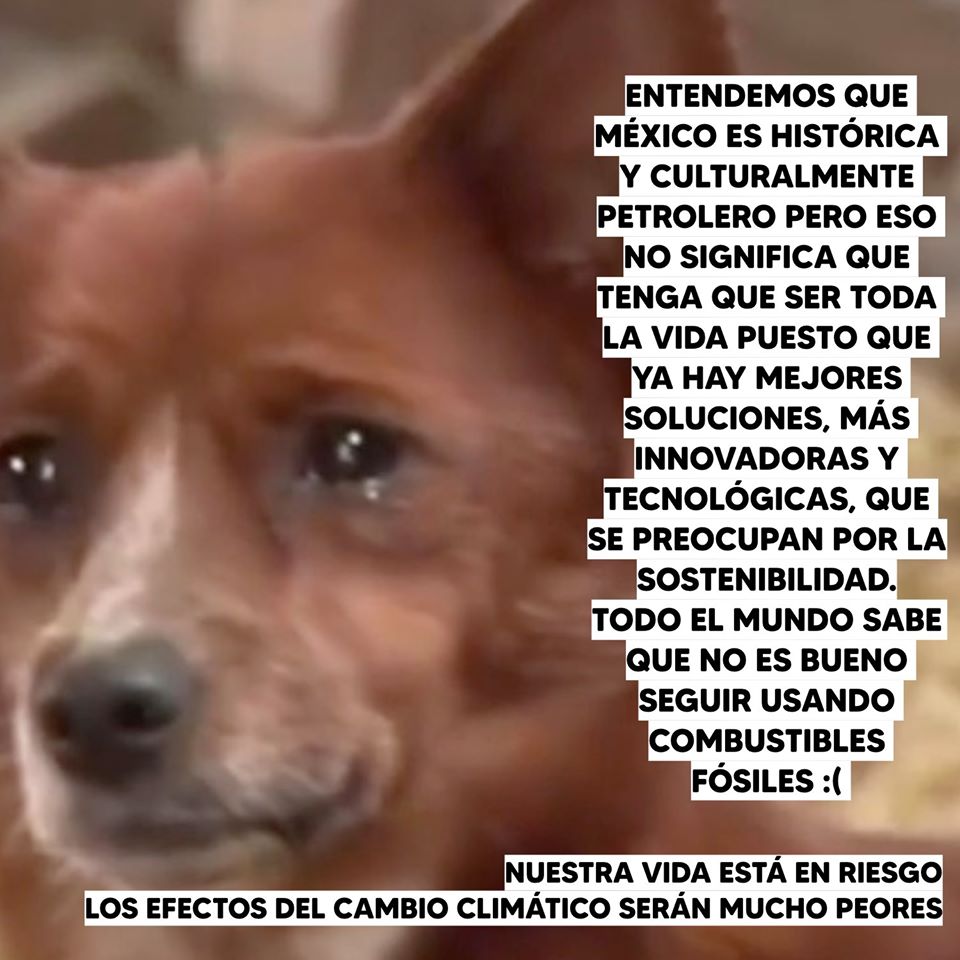 ENTENDEMOS QUE
MÉXICO ES HISTÓRICA
Y CULTURALMENTE
PETROLERO PERO ESO
NO SIGNIFICA QUE
TENGA QUE SER TODA
LA VIDA PUESTO QUE
YA HAY MEJORES
SOLUCIONES, MÁS
INNOVADORAS Y
TECNOLÓGICAS, QUE
SE PREOCUPAN POR LA
SOSTENIBILIDAD.
TODO EL MUNDO SABE
QUE NO ES BUENO
SEGUIR USANDO
COMBUSTIBLES
FÓSILES :(
NUESTRA VIDA ESTÁ EN RIESGO
LOS EFECTOS DEL CAMBIO CLIMÁTICO SERÁN MUCHO PEORES